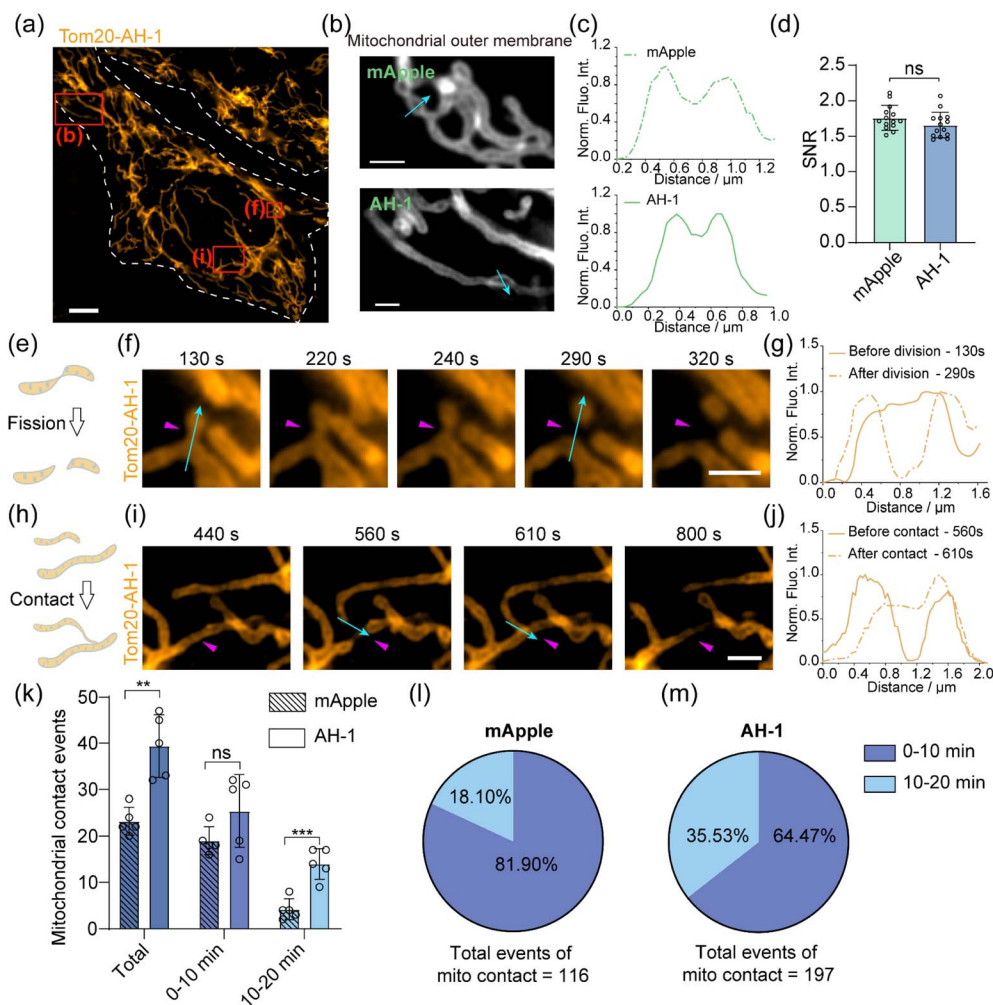 (a)
Tom20-AH-1
(b)
(f)
(i)
(b)
Mitochondrial outer membrane
mApple
AH-1
(c)
Norm. Fluo. Int.
1.2
1.0
0.8
0.4
0.0
mApple
0.0 0.2 0.4 0.6 0.8 1.0 1.2
Distance / μm
Norm. Fluo. Int.
1.2
1.0
0.8
0.4
0.0
AH-1
0.0 0.2 0.4 0.6 0.8 1.0
Distance / μm
(d)
SNR
2.5
2.0
1.5
1.0
0.5
0.0
ns
mApple
AH-1
(e)
Fission
(f)
Tom20-AH-1
130 s
220 s
240 s
290 s
320 s
(g)
Norm. Fluo. Int.
1.5
1.0
0.5
0.0
Before division - 130s
After division - 290s
0.0 0.4 0.8 1.2 1.6
Distance / μm
(h)
Contact
(i)
Tom20-AH-1
440 s
560 s
610 s
800 s
(j)
Norm. Fluo. Int.
1.5
1.0
0.5
0.0
Before contact - 560s
After contact - 610s
0.0 0.4 0.8 1.2 1.6 2.0
Distance / μm
(k)
Mitochondrial contact events
50
40
30
20
10
0
**
ns
***
mApple
AH-1
Total
0-10 min
10-20 min
(l)
mApple
18.10%
81.90%
Total events of
mito contact = 116
(m)
AH-1
35.53%
64.47%
Total events of
mito contact = 197
0-10 min
10-20 min